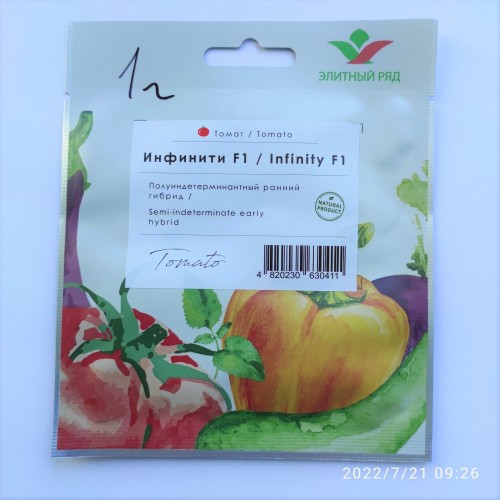 1г
ЭЛИТНЫЙ РЯД
Томат / Tomato
Инфинити F1 / Infinity F1
Полуиндетерминантный ранний
гибрид /
Semi-indeterminate early
hybrid
NATURAL
PRODUCT
Tomato
4 820230 630411
2022/7/21 09:26